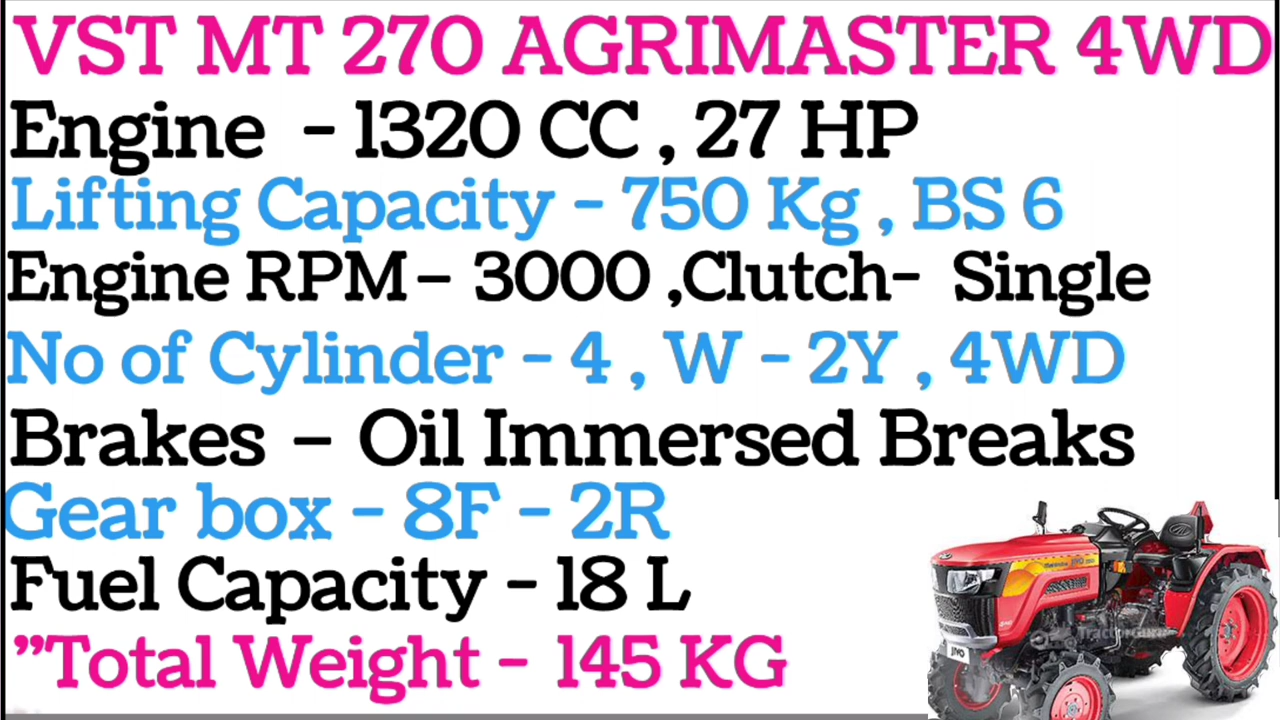 VST MT 270 AGRIMASTER 4WD
Engine - 1320 CC , 27 HP
Lifting Capacity - 750 Kg , BS 6
Engine RPM - 3000 ,Clutch- Single
No of Cylinder - 4 , W - 2Y , 4WD
Brakes - Oil Immersed Breaks
Gear box - 8F - 2R
Fuel Capacity - 18 L
"Total Weight - 145 KG
JIVO